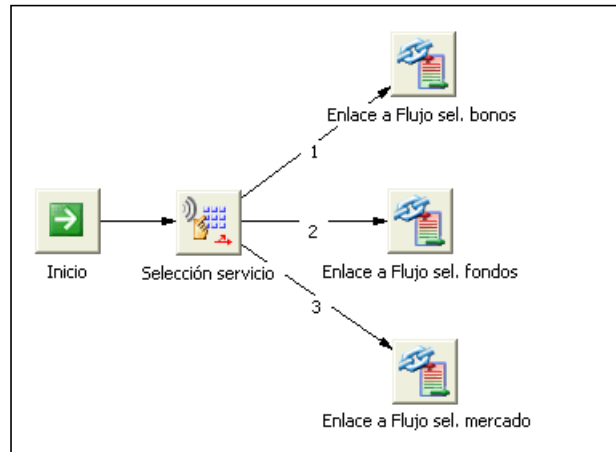 Enlace a Flujo sel. bonos
1
Inicio
Selección servicio
2
Enlace a Flujo sel. fondos
3
Enlace a Flujo sel. mercado